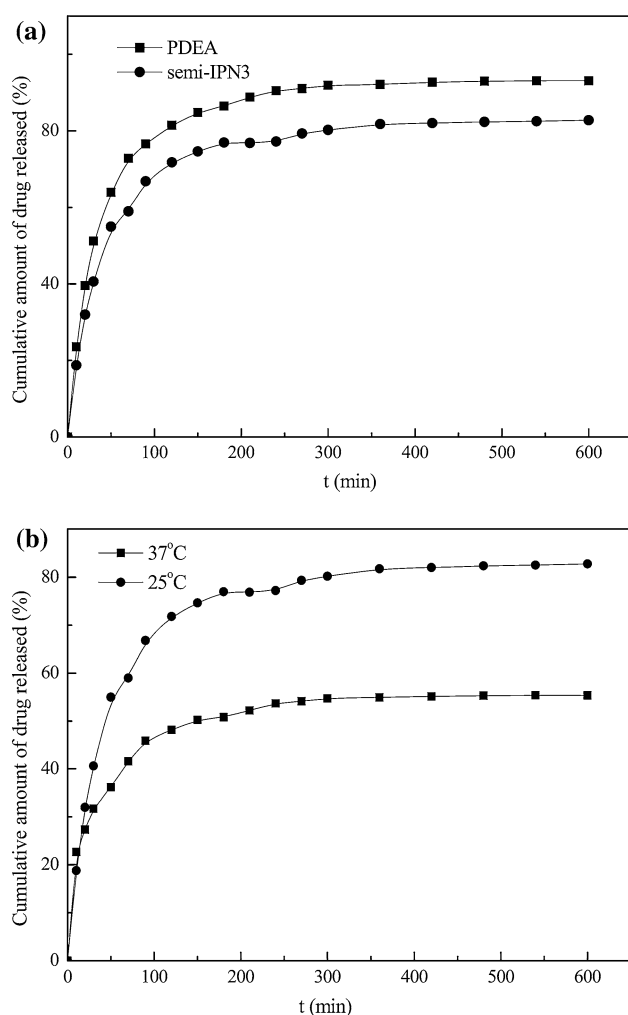 (a)
PDEA
semi-IPN3
Cumulative amount of drug released (%)
80
40
0
0 100 200 300 400 500 600
t (min)
(b)
37°C
25°C
Cumulative amount of drug released (%)
80
60
40
20
0
0 100 200 300 400 500 600
t (min)